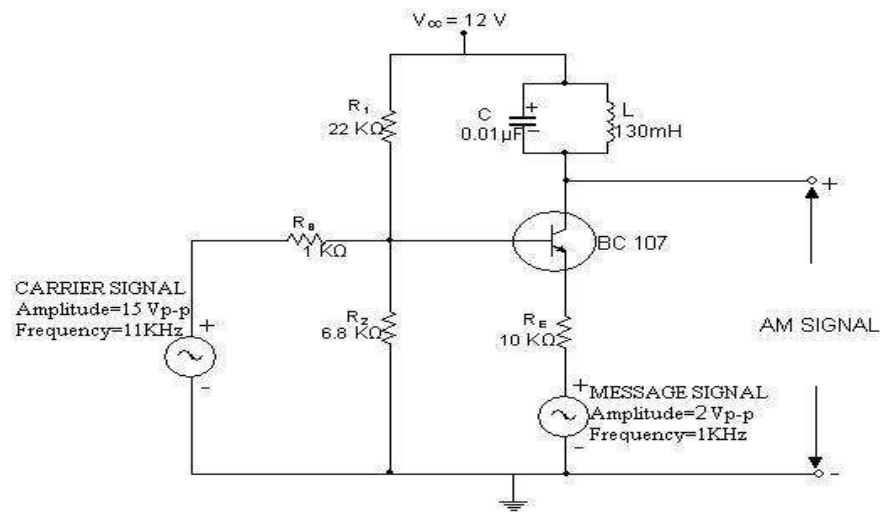 Vcc = 12 V
R1
22 KΩ
C
0.01µF
+
−
L
130mH
RB
1 KΩ
+
BC 107
CARRIER SIGNAL
Amplitude=15 Vp-p
Frequency=11KHz
+
-
R2
6.8 KΩ
RE
10 KΩ
AM SIGNAL
+
MESSAGE SIGNAL
Amplitude=2 Vp-p
Frequency=1KHz
-
-